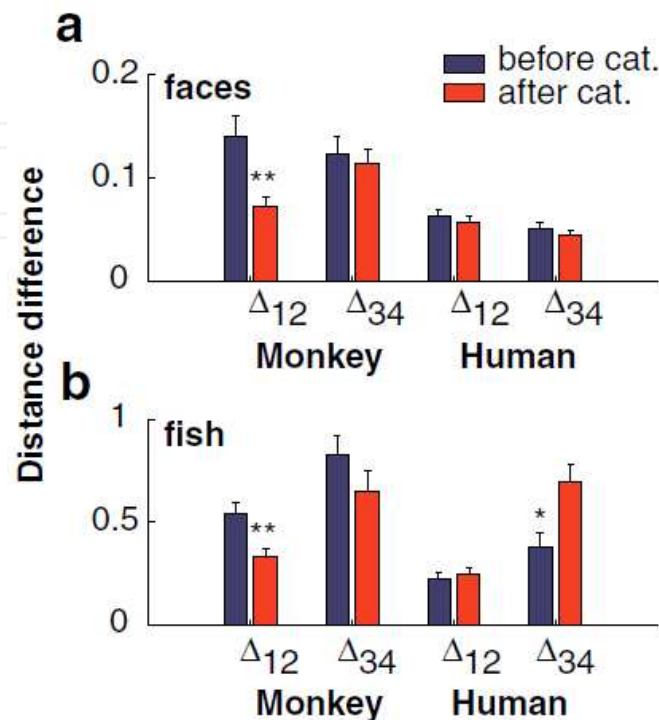 a
before cat.
after cat.
0.2
faces
**
0.1
0
Δ12 Δ34 Δ12 Δ34
Monkey Human
Distance difference
b
1
fish
0.5
**
*
0
Δ12 Δ34 Δ12 Δ34
Monkey Human